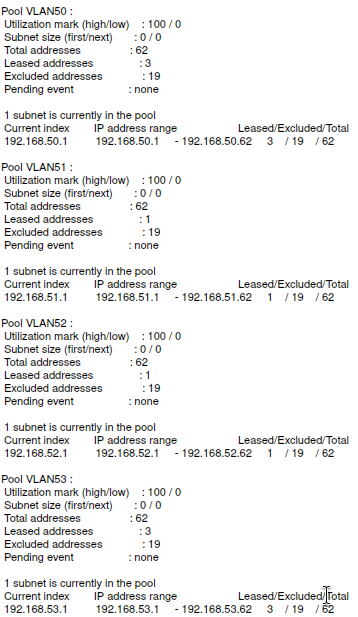 Pool VLAN50 :
Utilization mark (high/low) : 100 / 0
Subnet size (first/next) : 0 / 0
Total addresses : 62
Leased addresses : 3
Excluded addresses : 19
Pending event : none
1 subnet is currently in the pool
Current index IP address range Leased/Excluded/Total
192.168.50.1 192.168.50.1 - 192.168.50.62 3 / 19 / 62
Pool VLAN51 :
Utilization mark (high/low) : 100 / 0
Subnet size (first/next) : 0 / 0
Total addresses : 62
Leased addresses : 1
Excluded addresses : 19
Pending event : none
1 subnet is currently in the pool
Current index IP address range Leased/Excluded/Total
192.168.51.1 192.168.51.1 - 192.168.51.62 1 / 19 / 62
Pool VLAN52 :
Utilization mark (high/low) : 100 / 0
Subnet size (first/next) : 0 / 0
Total addresses : 62
Leased addresses : 1
Excluded addresses : 19
Pending event : none
1 subnet is currently in the pool
Current index IP address range Leased/Excluded/Total
192.168.52.1 192.168.52.1 - 192.168.52.62 1 / 19 / 62
Pool VLAN53 :
Utilization mark (high/low) : 100 / 0
Subnet size (first/next) : 0 / 0
Total addresses : 62
Leased addresses : 3
Excluded addresses : 19
Pending event : none
1 subnet is currently in the pool
Current index IP address range Leased/Excluded/Total
192.168.53.1 192.168.53.1 - 192.168.53.62 3 / 19 / 62